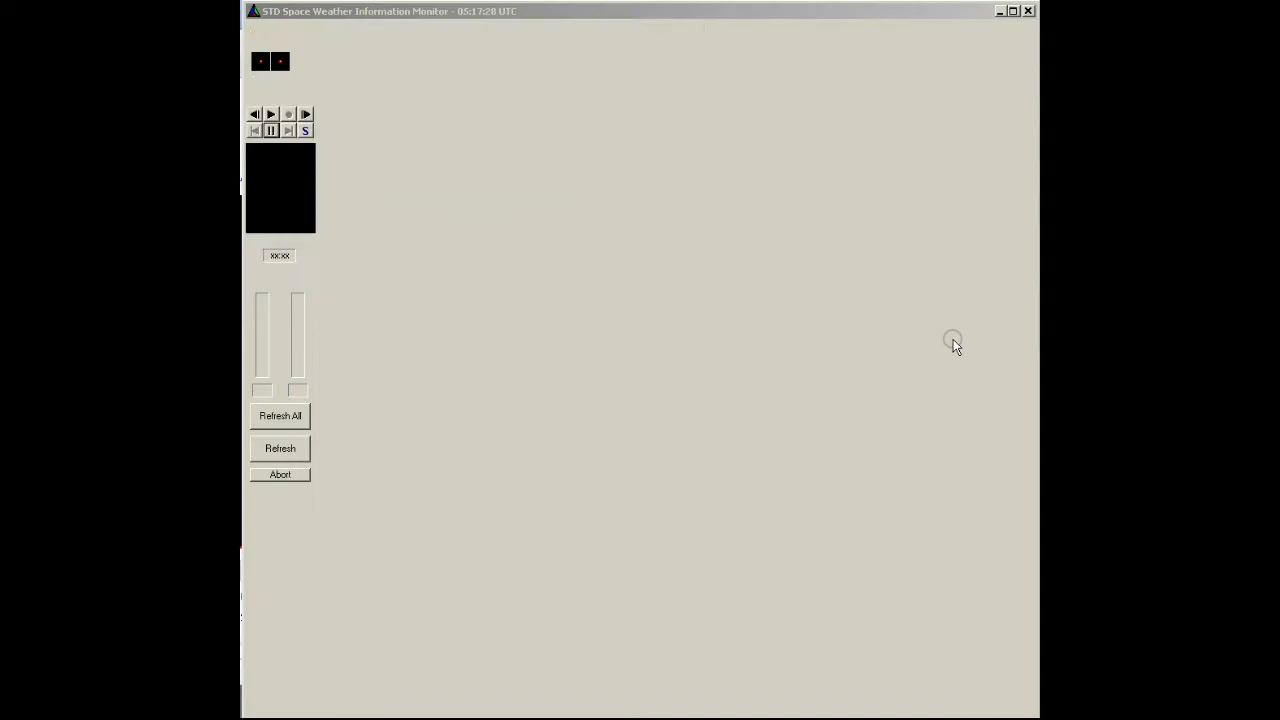 STD Space Weather Information Monitor - 05:17:28 UTC
S
xx:xx
Refresh All
Refresh
Abort